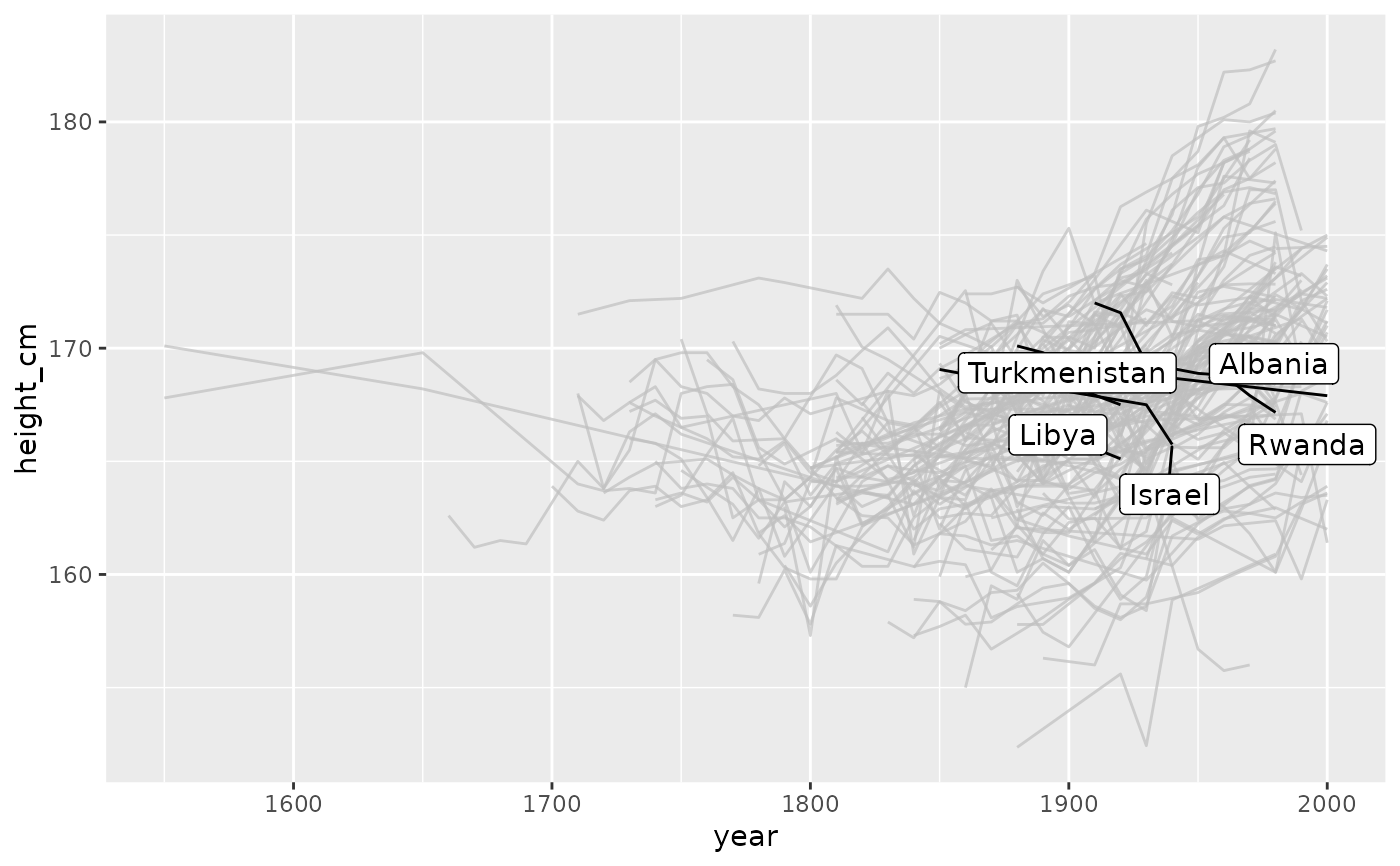 height_cm
180
170
160
Turkmenistan
Albania
Libya
Rwanda
Israel
1600
1700
1800
1900
2000
year